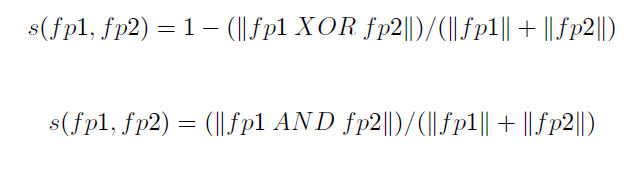 s(fp1, fp2) = 1 − (‖fp1 XOR fp2‖)/(‖fp1‖ + ‖fp2‖)
s(fp1, fp2) = (‖fp1 AND fp2‖)/(‖fp1‖ + ‖fp2‖)